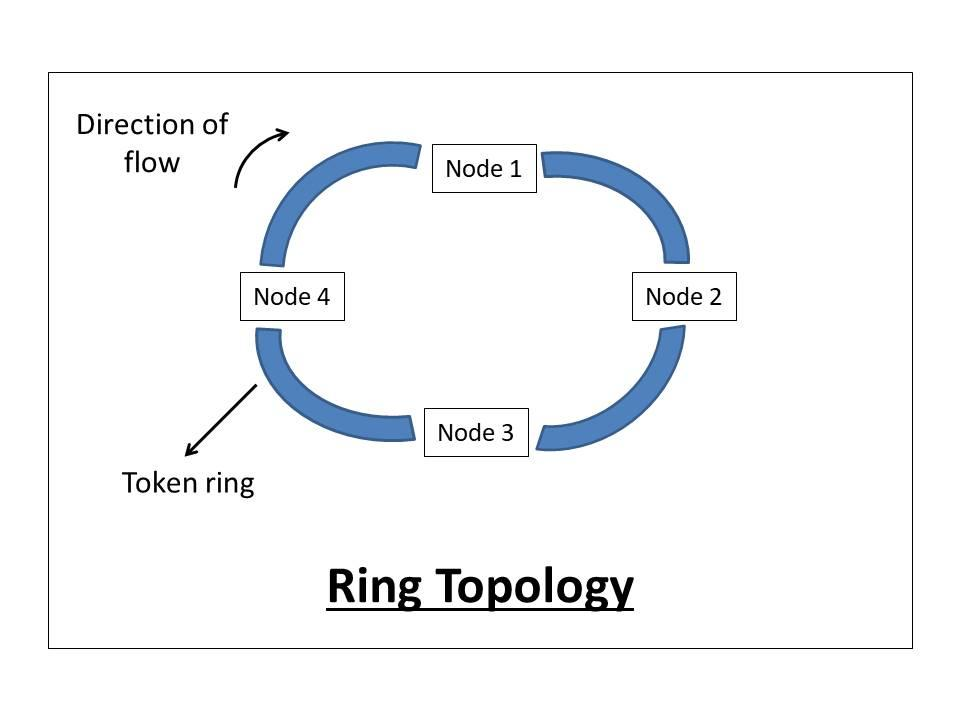 Direction of
flow
Node 1
Node 4
Node 2
Node 3
Token ring
Ring Topology